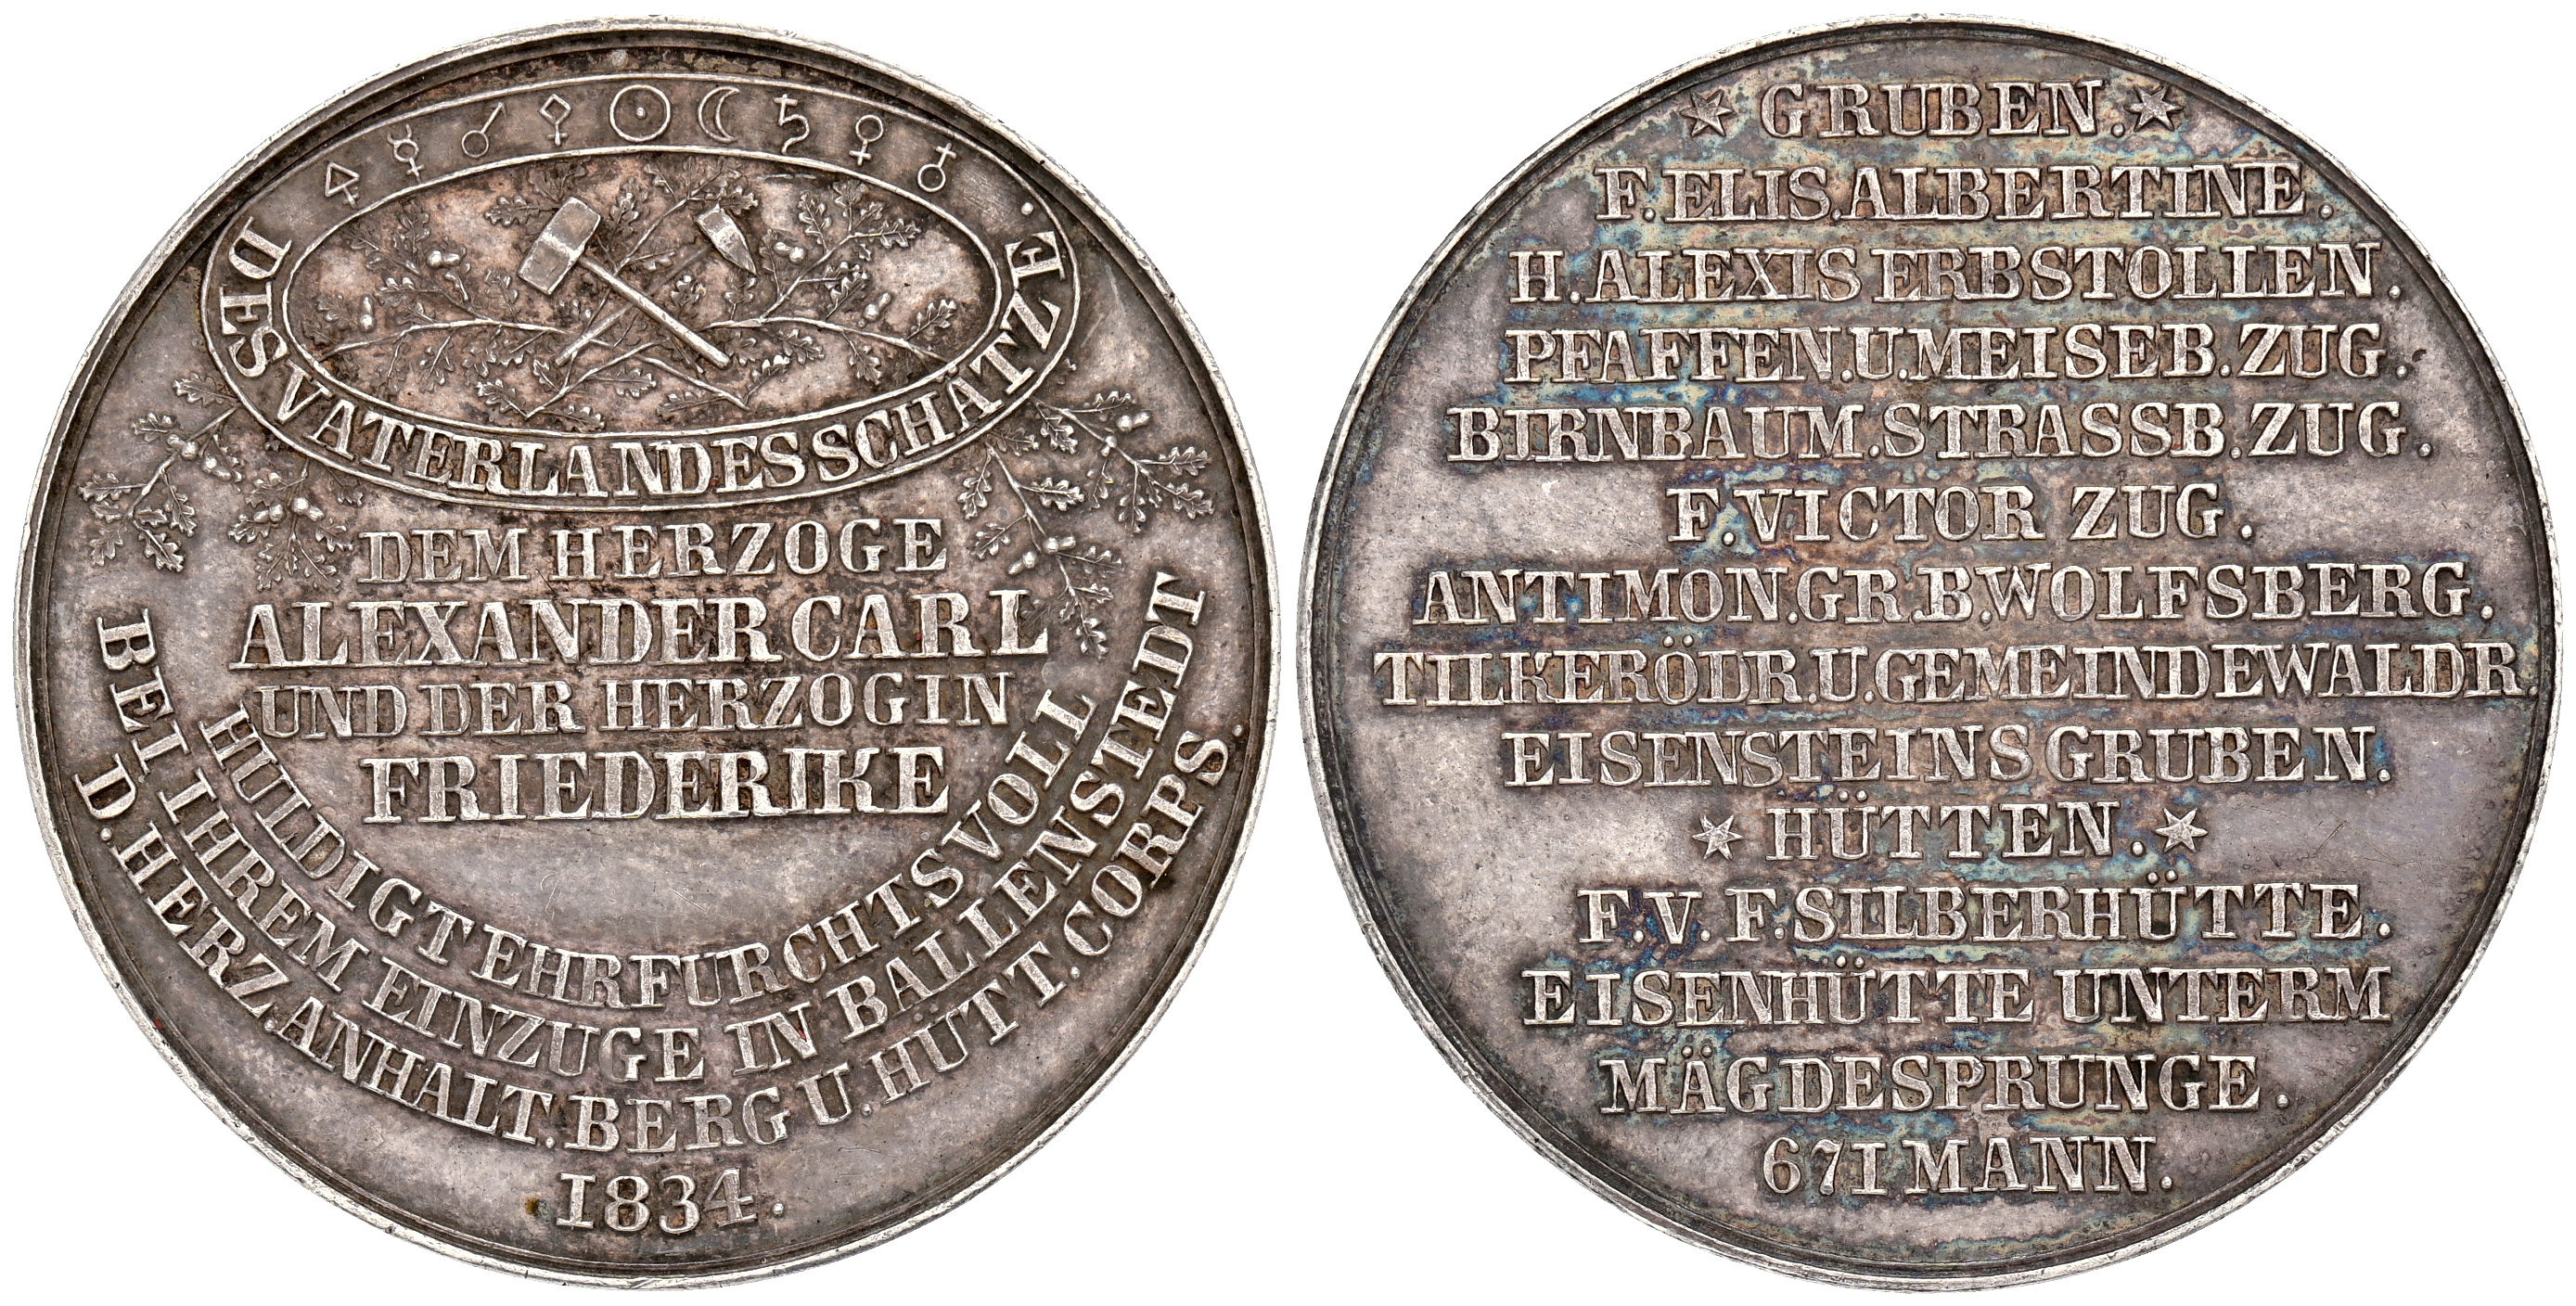 🜍☿♂⚴☉☾♄♀♁
DES VATERLANDES SCHÄTZE.
DEM HERZOGE
ALEXANDER CARL
UND DER HERZOGIN
FRIEDERIKE
HULDIGT EHRFURCHTSVOLL
BEI IHREM EINZUGE IN BALLENSTEDT
D. HERZ. ANHALT. BERG U. HÜTT. CORPS.
1834.
* GRUBEN. *
F. ELIS. ALBERTINE.
H. ALEXIS ERBSTOLLEN.
PFAFFEN. U. MEISEB. ZUG.
BIRNBAUM. STRASSB. ZUG.
F. VICTOR ZUG.
ANTIMON. GR. B. WOLFSBERG.
TILKERÖDR. U. GEMEINDEWALDR.
EISENSTEINS GRUBEN.
* HÜTTEN. *
F. V. F. SILBERHÜTTE.
EISENHÜTTE UNTERM
MÄGDESPRUNGE.
671 MANN.